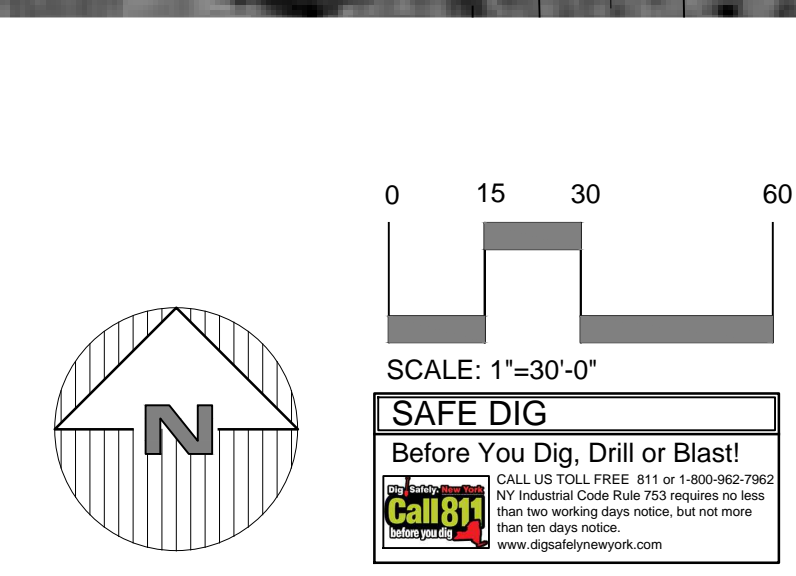 0 15 30 60
SCALE: 1"=30'-0"
N
SAFE DIG
Before You Dig, Drill or Blast!
Dig Safely. New York
Call 811
before you dig
CALL US TOLL FREE 811 or 1-800-962-7962
NY Industrial Code Rule 753 requires no less
than two working days notice, but not more
than ten days notice.
www.digsafelynewyork.com